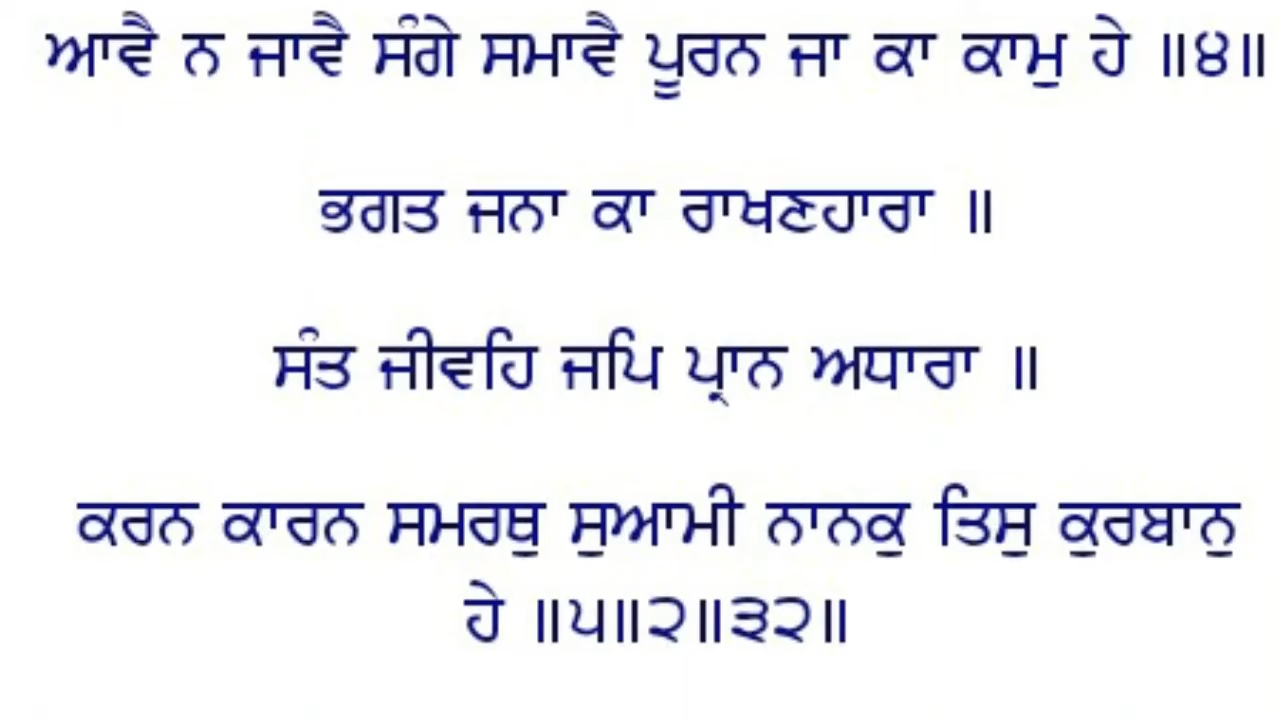 ਆਵੈ ਨ ਜਾਵੈ ਸੰਗੇ ਸਮਾਵੈ ਪੂਰਨ ਜਾ ਕਾ ਕਾਮੁ ਹੇ ॥੪॥
ਭਗਤ ਜਨਾ ਕਾ ਰਾਖਣਹਾਰਾ ॥
ਸੰਤ ਜੀਵਹਿ ਜਪਿ ਪ੍ਰਾਨ ਅਧਾਰਾ ॥
ਕਰਨ ਕਾਰਨ ਸਮਰਥੁ ਸੁਆਮੀ ਨਾਨਕੁ ਤਿਸੁ ਕੁਰਬਾਨੁ
ਹੇ ॥੫॥੨॥੩੨॥